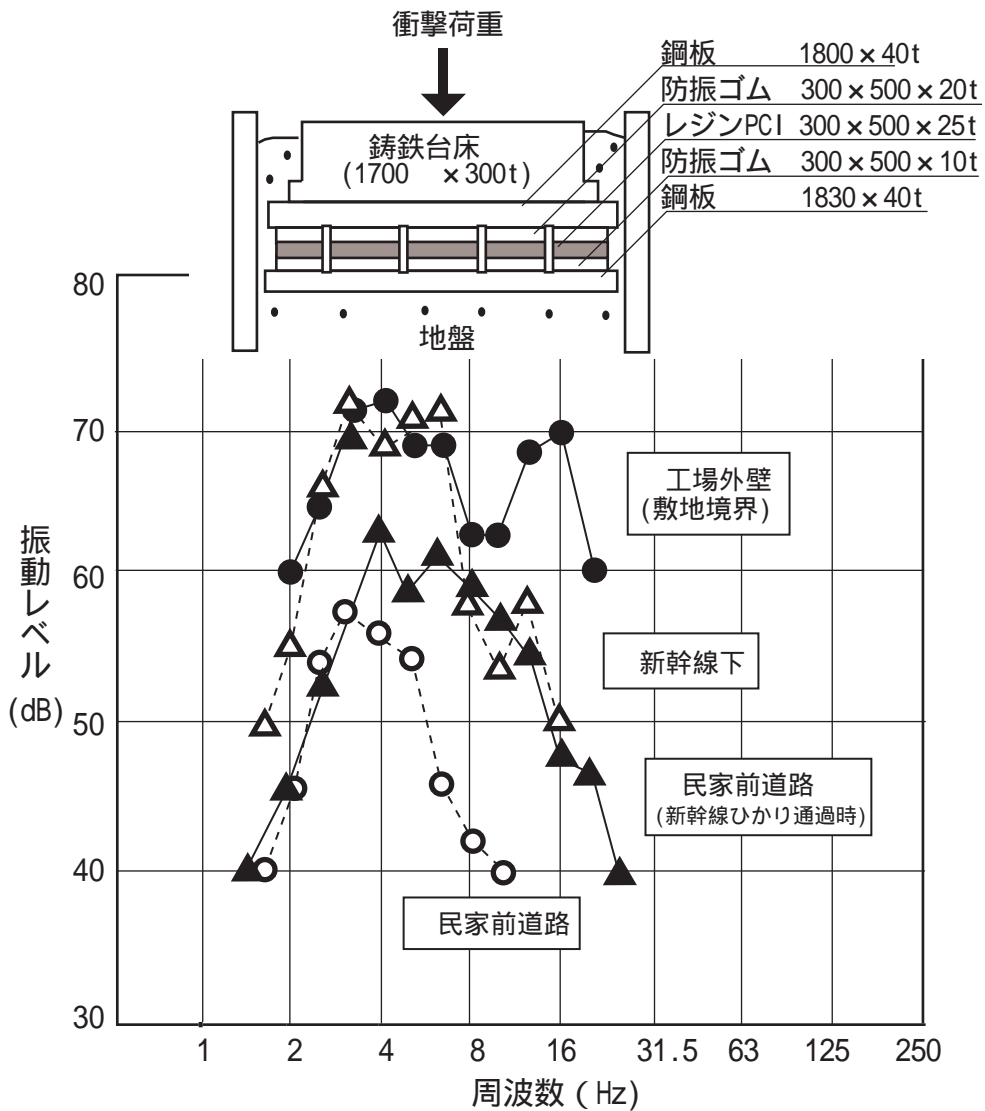 衝撃荷重
鋼板 1800×40t
防振ゴム 300×500×20t
レジンPCI 300×500×25t
防振ゴム 300×500×10t
鋼板 1830×40t
鋳鉄台床
(1700 ×300t)
地盤
80
70
60
50
40
30
振動レベル
(dB)
工場外壁
(敷地境界)
新幹線下
民家前道路
(新幹線ひかり通過時)
民家前道路
1 2 4 8 16 31.5 63 125 250
周波数(Hz)